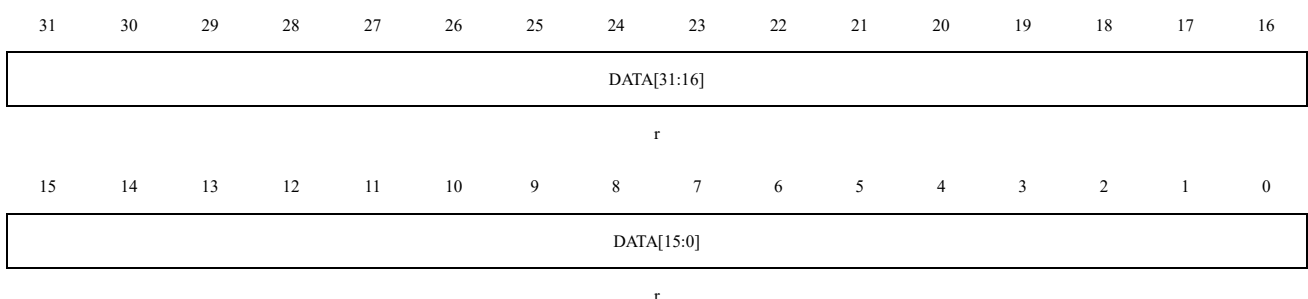 31 30 29 28 27 26 25 24 23 22 21 20 19 18 17 16
DATA[31:16]
r
15 14 13 12 11 10 9 8 7 6 5 4 3 2 1 0
DATA[15:0]
r